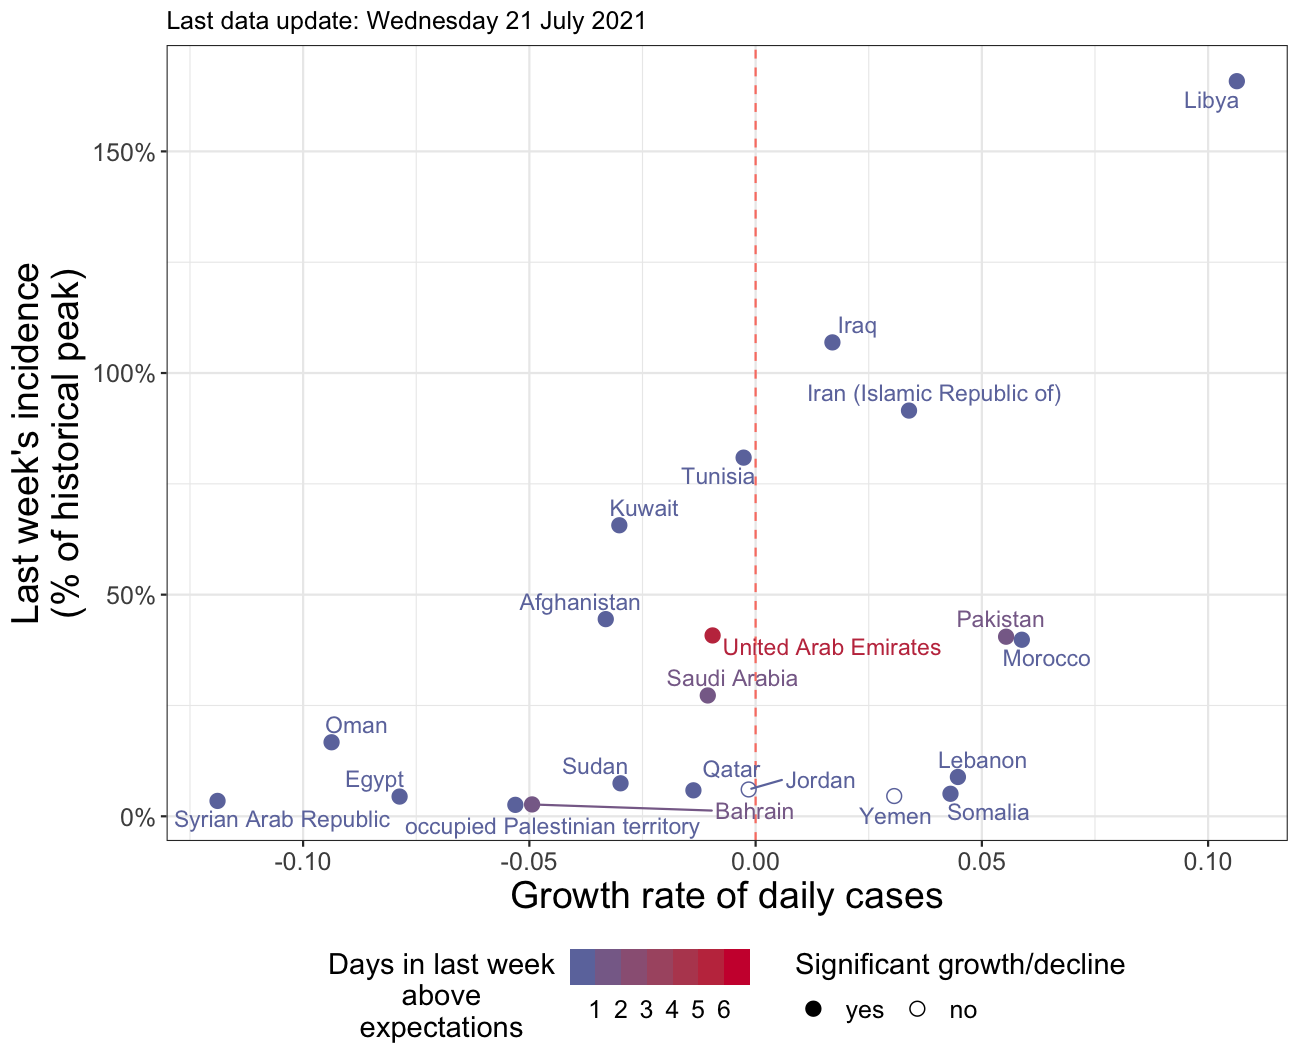 Last data update: Wednesday 21 July 2021
Last week's incidence
(% of historical peak)
150%
100%
50%
0%
Libya
Iraq
Iran (Islamic Republic of)
Tunisia
Kuwait
Afghanistan
Pakistan
United Arab Emirates
Morocco
Saudi Arabia
Oman
Lebanon
Sudan
Qatar
Egypt
Jordan
Bahrain
Somalia
Yemen
Syrian Arab Republic
occupied Palestinian territory
-0.10
-0.05
0.00
0.05
0.10
Growth rate of daily cases
Days in last week
above
expectations
1 2 3 4 5 6
Significant growth/decline
yes
no